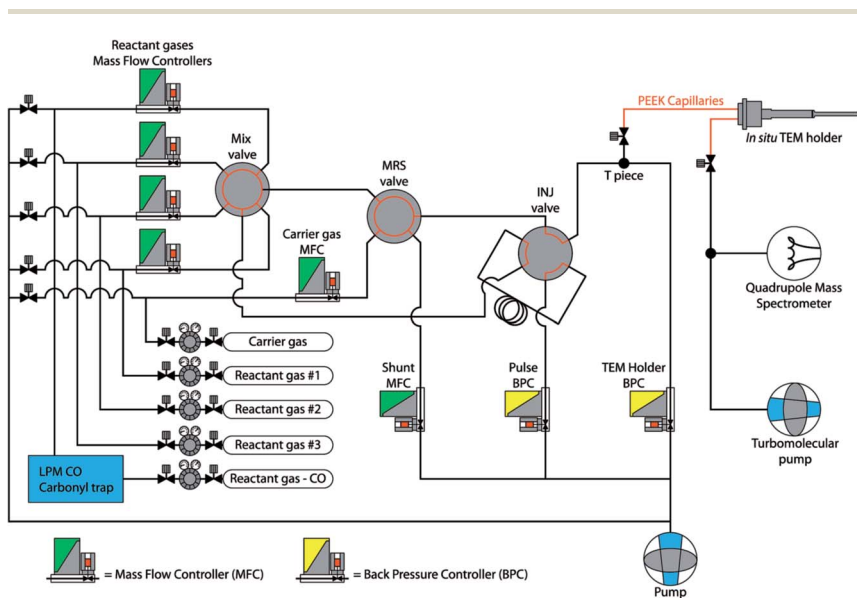 Reactant gases
Mass Flow Controllers
PEEK Capillaries
In situ TEM holder
Mix
valve
MRS
valve
T piece
INJ
valve
Carrier gas
MFC
Quadrupole Mass
Spectrometer
Carrier gas
Reactant gas #1
Reactant gas #2
Reactant gas #3
Reactant gas - CO
Shunt
MFC
Pulse
BPC
TEM Holder
BPC
Turbomolecular
pump
LPM CO
Carbonyl trap
= Mass Flow Controller (MFC)
= Back Pressure Controller (BPC)
Pump